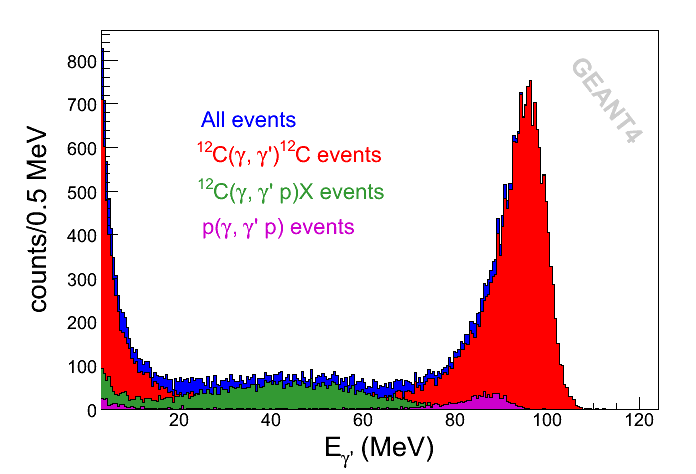 GEANT4
All events
¹²C(γ, γ')¹²C events
¹²C(γ, γ' p)X events
p(γ, γ' p) events
counts/0.5 MeV
800
700
600
500
400
300
200
100
0
20 40 60 80 100 120
E_γ' (MeV)